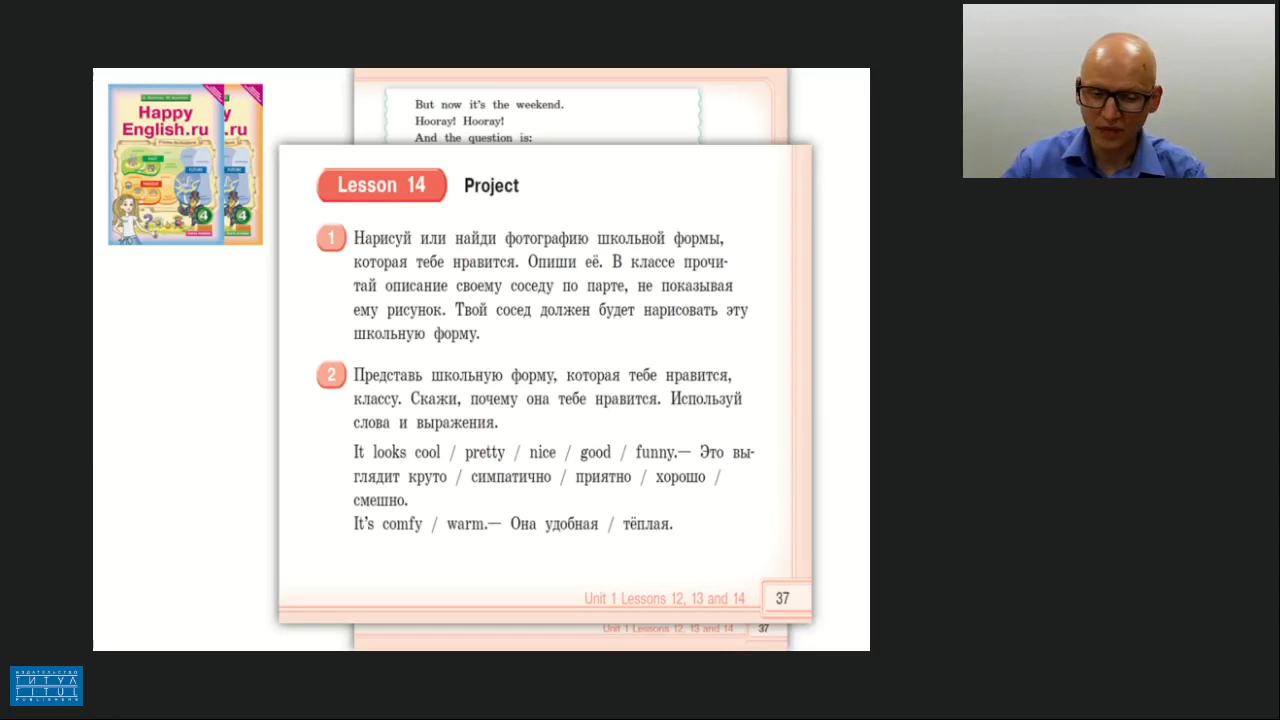 Happy
English.ru
4
4
But now it's the weekend.
Hooray! Hooray!
And the question is:
Lesson 14 Project
1 Нарисуй или найди фотографию школьной формы,
которая тебе нравится. Опиши её. В классе прочи-
тай описание своему соседу по парте, не показывая
ему рисунок. Твой сосед должен будет нарисовать эту
школьную форму.
2 Представь школьную форму, которая тебе нравится,
классу. Скажи, почему она тебе нравится. Используй
слова и выражения.
It looks cool / pretty / nice / good / funny.— Это вы-
глядит круто / симпатично / приятно / хорошо /
смешно.
It's comfy / warm.— Она удобная / тёплая.
Unit 1 Lessons 12, 13 and 14 37
Unit 1 Lessons 12, 13 and 14 37
ИЗДАТЕЛЬСТВО
ТИТУЛ
TITUL
PUBLISHERS